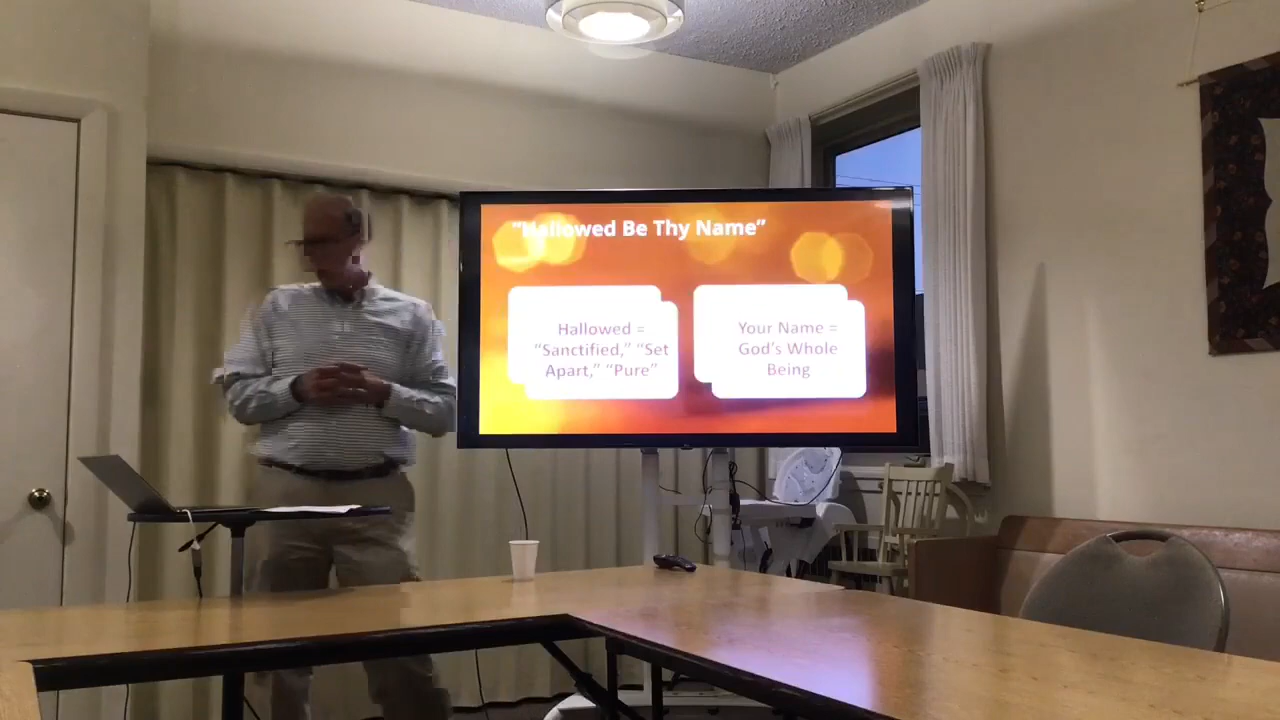 "Hallowed Be Thy Name"
Hallowed =
"Sanctified," "Set
Apart," "Pure"
Your Name =
God's Whole
Being